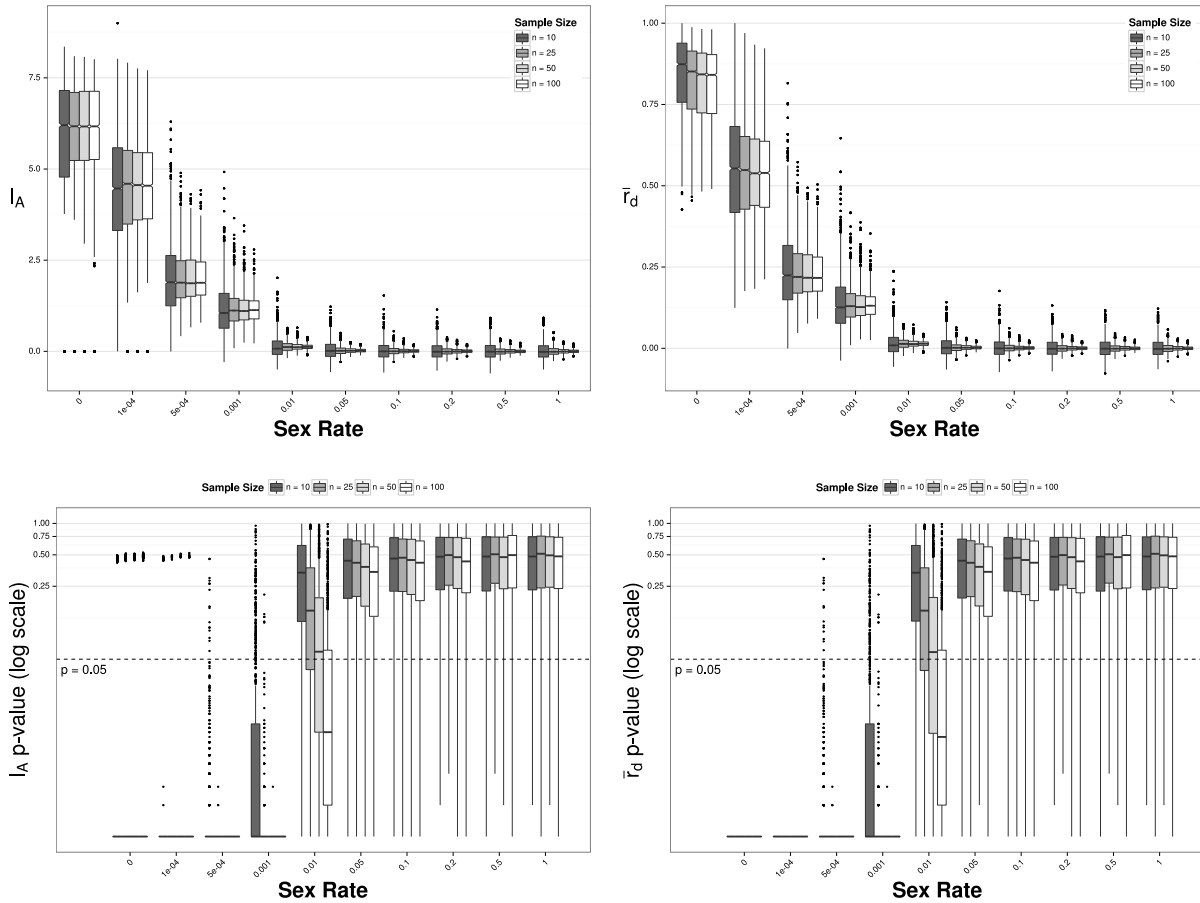 Sample Size
n = 10
n = 25
n = 50
n = 100
7.5
5.0
2.5
0.0
I_A
0 1e-04 5e-04 0.001 0.01 0.05 0.1 0.2 0.5 1
Sex Rate
Sample Size
n = 10
n = 25
n = 50
n = 100
1.00
0.75
0.50
0.25
0.00
r̄_d
0 1e-04 5e-04 0.001 0.01 0.05 0.1 0.2 0.5 1
Sex Rate
Sample Size n = 10 n = 25 n = 50 n = 100
1.00
0.75
0.50
0.25
p = 0.05
I_A p-value (log scale)
0 1e-04 5e-04 0.001 0.01 0.05 0.1 0.2 0.5 1
Sex Rate
Sample Size n = 10 n = 25 n = 50 n = 100
1.00
0.75
0.50
0.25
p = 0.05
r̄_d p-value (log scale)
0 1e-04 5e-04 0.001 0.01 0.05 0.1 0.2 0.5 1
Sex Rate